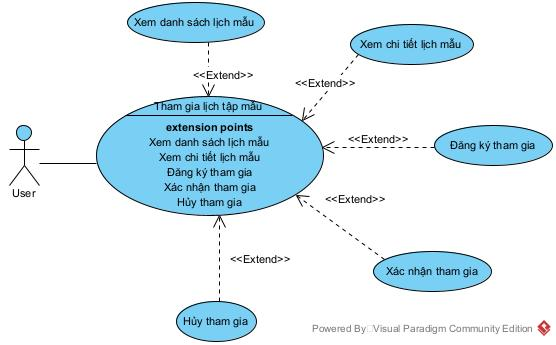 Xem danh sách lịch mẫu
Xem chi tiết lịch mẫu
<<Extend>>
<<Extend>>
Tham gia lịch tập mẫu
extension points
Xem danh sách lịch mẫu
Xem chi tiết lịch mẫu
Đăng ký tham gia
Xác nhận tham gia
Hủy tham gia
<<Extend>>
Đăng ký tham gia
User
<<Extend>>
<<Extend>>
Xác nhận tham gia
Hủy tham gia
Powered By Visual Paradigm Community Edition